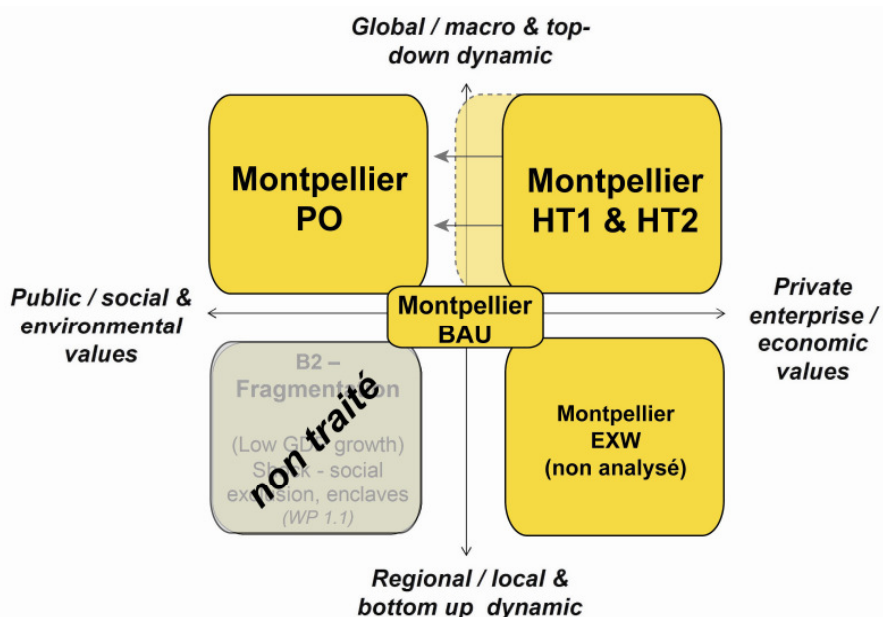 Global / macro & top-
down dynamic
Montpellier
PO
Montpellier
HT1 & HT2
Public / social &
environmental
values
Montpellier
BAU
Private
enterprise /
economic
values
B2 –
Fragmentation
(Low GDP growth)
Shock - social
exclusion, enclaves
(WP 1.1)
non traité
Montpellier
EXW
(non analysé)
Regional / local &
bottom up dynamic